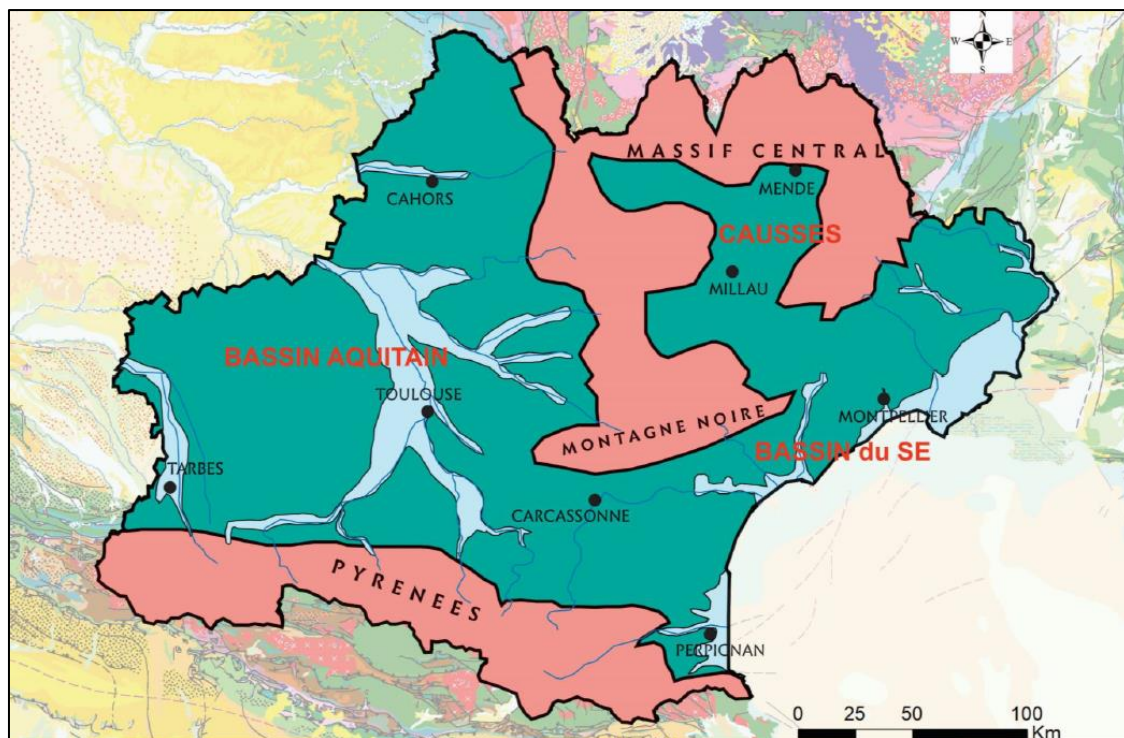 N
W E
S
MASSIF CENTRAL
MENDE
CAHORS
CAUSSES
MILLAU
BASSIN AQUITAIN
TOULOUSE
MONTPELLIER
MONTAGNE NOIRE
BASSIN du SE
TARBES
CARCASSONNE
PYRENEES
PERPIGNAN
0 25 50 100
Km